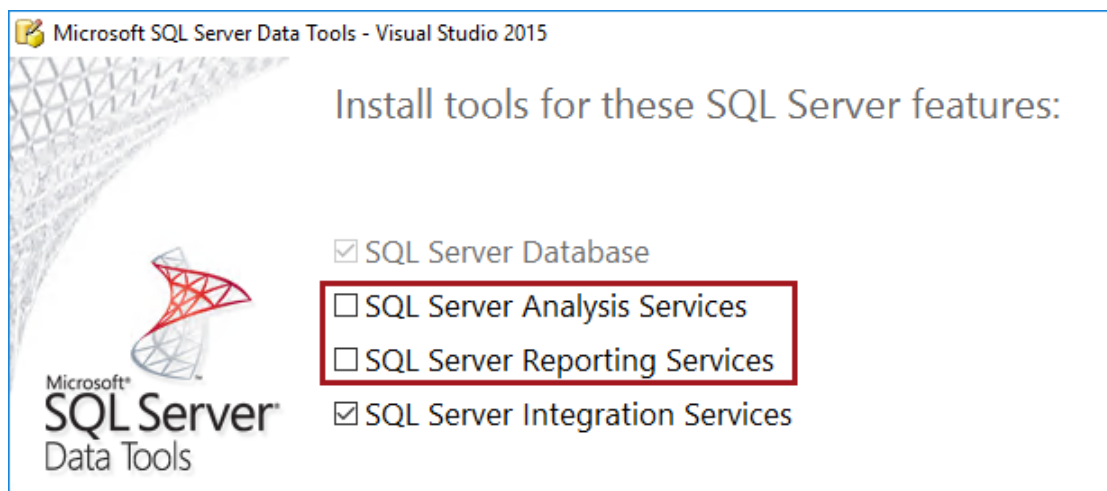 Microsoft SQL Server Data Tools - Visual Studio 2015
Install tools for these SQL Server features:
SQL Server Database
SQL Server Analysis Services
SQL Server Reporting Services
SQL Server Integration Services
Microsoft®
SQL Server®
Data Tools